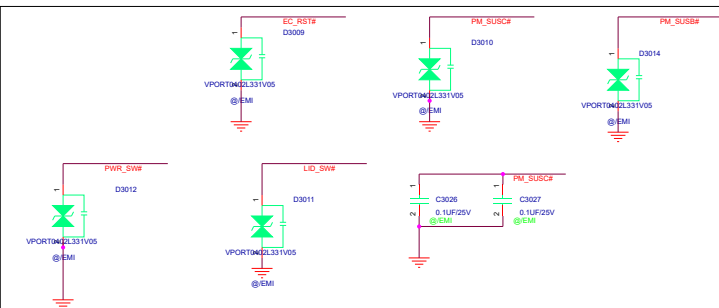 EC_RST#
PM_SUSC#
PM_SUSB#
1
D3009
1
D3010
1
D3014
VPORT0402L331V05
VPORT0402L331V05
VPORT0402L331V05
@/EMI
@/EMI
@/EMI
PWR_SW#
LID_SW#
PM_SUSC#
1
D3012
1
D3011
1
C3026
1
C3027
2
0.1UF/25V
2
0.1UF/25V
@/EMI
@/EMI
VPORT0402L331V05
VPORT0402L331V05
@/EMI
@/EMI